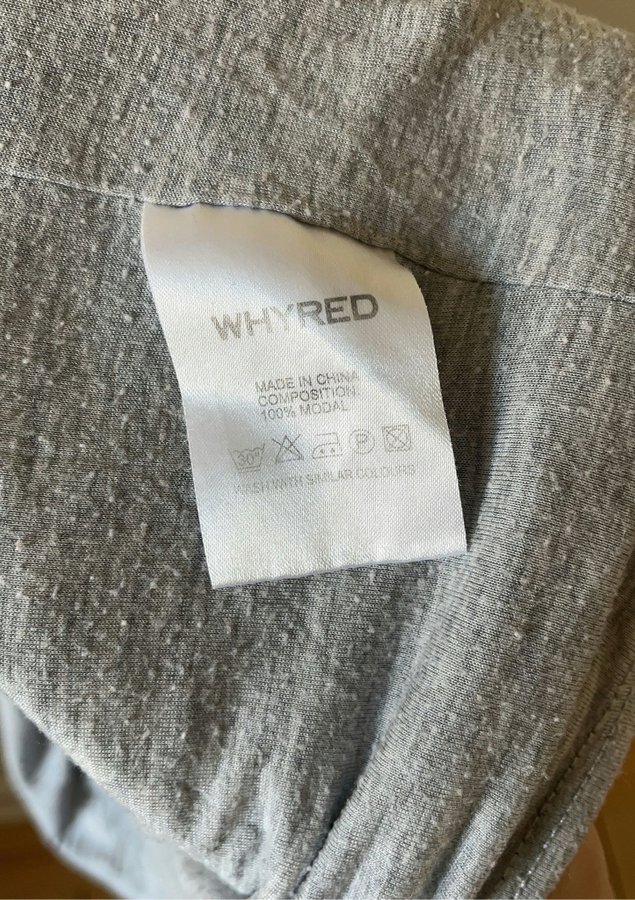 WHYRED
MADE IN CHINA
COMPOSITION:
100% MODAL
30° P
WASH WITH SIMILAR COLOURS